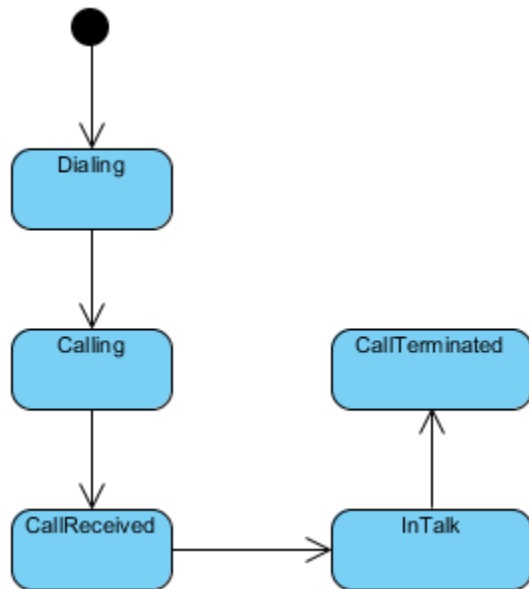 Dialing
Calling
CallTerminated
CallReceived
InTalk